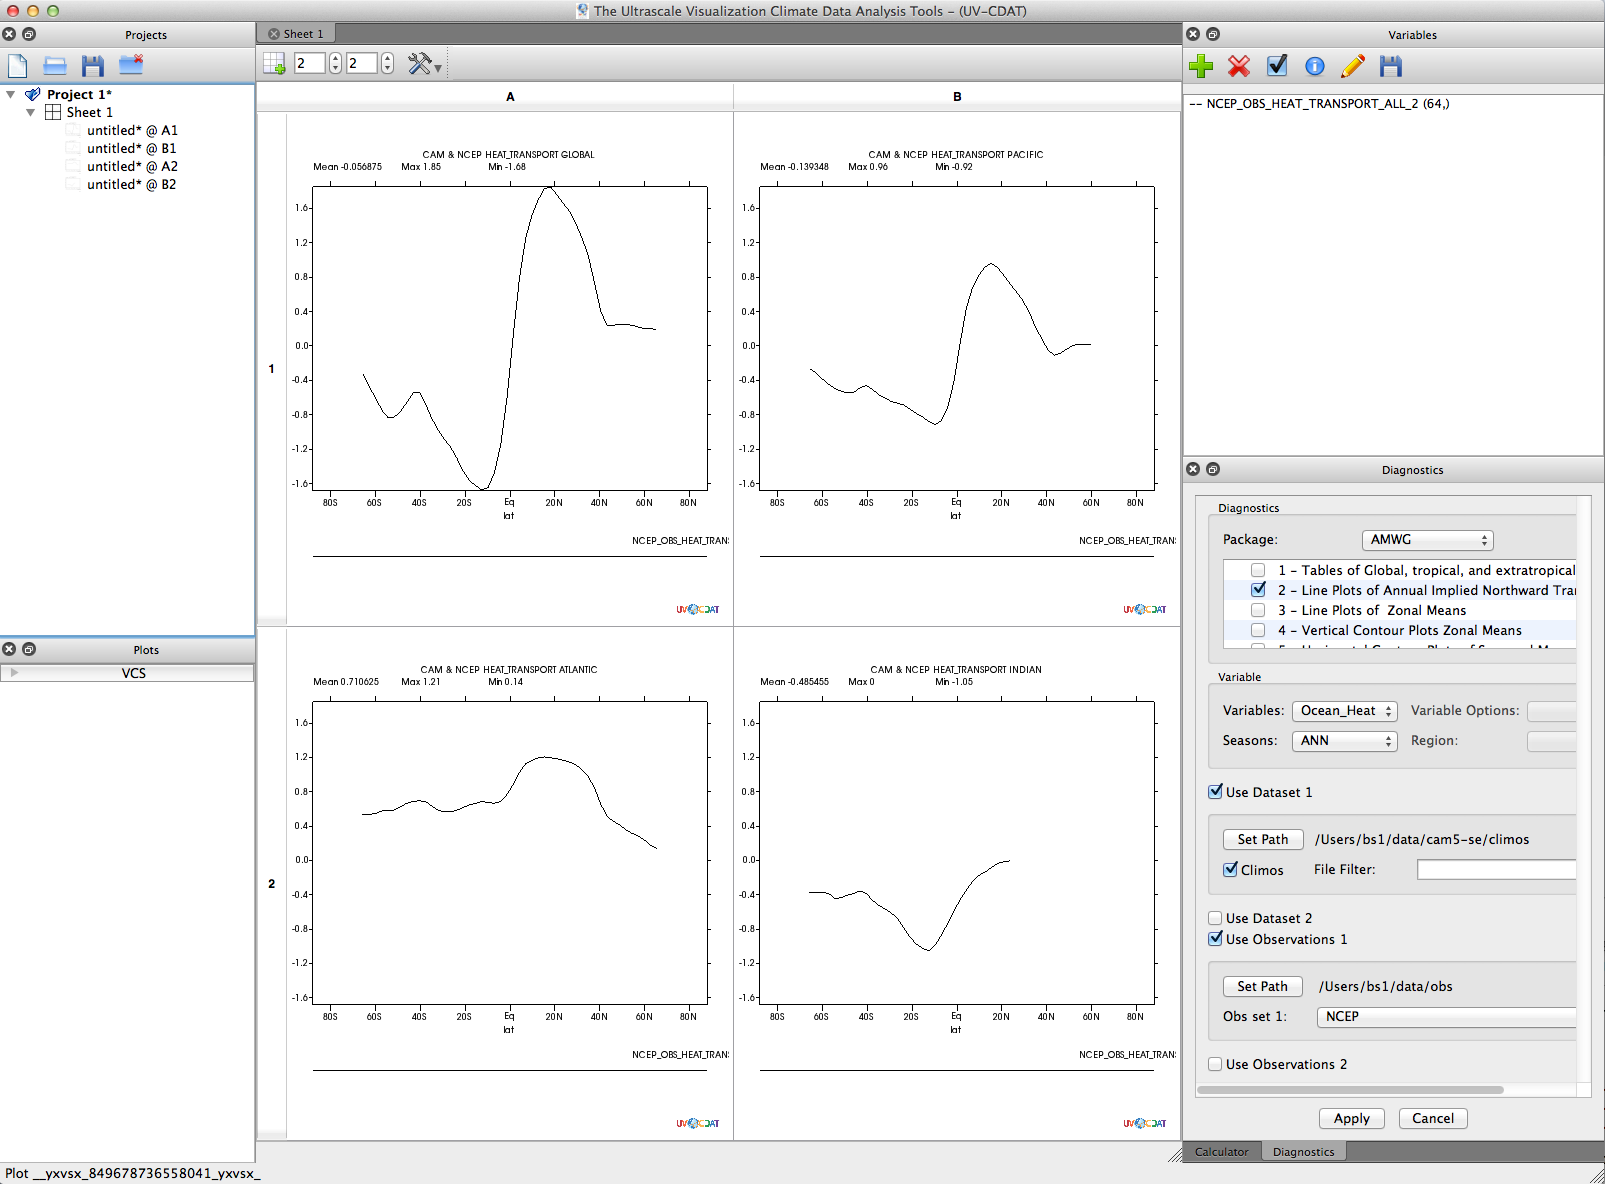 The Ultrascale Visualization Climate Data Analysis Tools - (UV-CDAT)
Projects
Project 1*
Sheet 1
untitled* @ A1
untitled* @ B1
untitled* @ A2
untitled* @ B2
Plots
VCS
Sheet 1
2 2
A B
1
2
CAM & NCEP HEAT_TRANSPORT GLOBAL
Mean -0.056875 Max 1.85 Min -1.68
1.6
1.2
0.8
0.4
0.0
-0.4
-0.8
-1.2
-1.6
80S 60S 40S 20S Eq 20N 40N 60N 80N
lat
NCEP_OBS_HEAT_TRAN
UV-CDAT
CAM & NCEP HEAT_TRANSPORT PACIFIC
Mean -0.139348 Max 0.96 Min -0.92
1.6
1.2
0.8
0.4
0.0
-0.4
-0.8
-1.2
-1.6
80S 60S 40S 20S Eq 20N 40N 60N 80N
lat
NCEP_OBS_HEAT_TRAN
UV-CDAT
CAM & NCEP HEAT_TRANSPORT ATLANTIC
Mean 0.710625 Max 1.21 Min 0.14
1.6
1.2
0.8
0.4
0.0
-0.4
-0.8
-1.2
-1.6
80S 60S 40S 20S Eq 20N 40N 60N 80N
lat
NCEP_OBS_HEAT_TRAN
UV-CDAT
CAM & NCEP HEAT_TRANSPORT INDIAN
Mean -0.485455 Max 0 Min -1.05
1.6
1.2
0.8
0.4
0.0
-0.4
-0.8
-1.2
-1.6
80S 60S 40S 20S Eq 20N 40N 60N 80N
lat
NCEP_OBS_HEAT_TRAN
UV-CDAT
Variables
-- NCEP_OBS_HEAT_TRANSPORT_ALL_2 (64,)
Diagnostics
Diagnostics
Package: AMWG
1 - Tables of Global, tropical, and extratropical
2 - Line Plots of Annual Implied Northward Tra
3 - Line Plots of Zonal Means
4 - Vertical Contour Plots Zonal Means
Variable
Variables: Ocean_Heat Variable Options:
Seasons: ANN Region:
Use Dataset 1
Set Path /Users/bs1/data/cam5-se/climos
Climos File Filter:
Use Dataset 2
Use Observations 1
Set Path /Users/bs1/data/obs
Obs set 1: NCEP
Use Observations 2
Apply Cancel
Calculator Diagnostics
Plot __yxvsx_849678736558041_yxvsx_